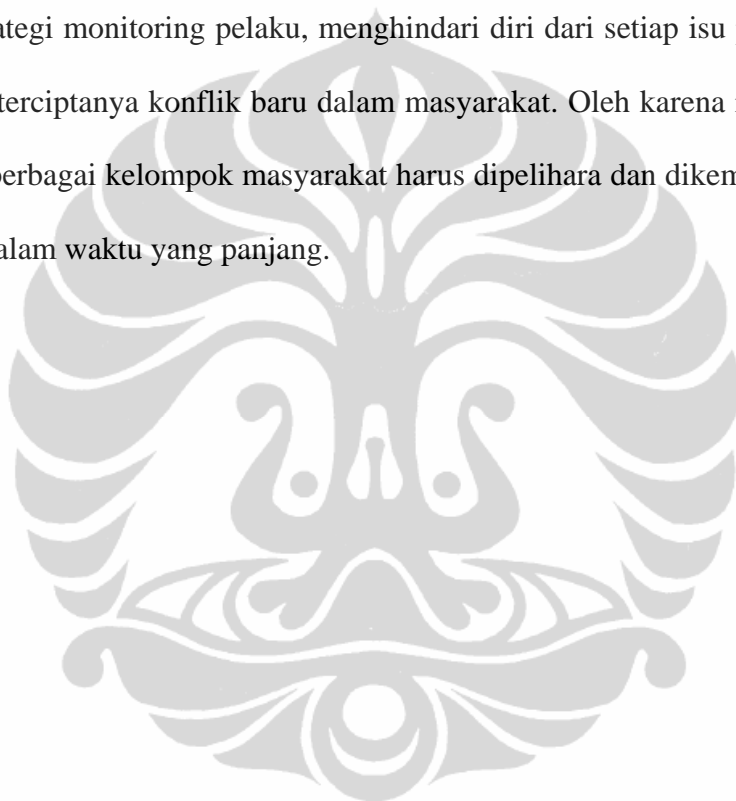 ategi monitoring pelaku, menghindari diri dari setiap isu
terciptanya konflik baru dalam masyarakat. Oleh karena
berbagai kelompok masyarakat harus dipelihara dan dikem
alam waktu yang panjang.